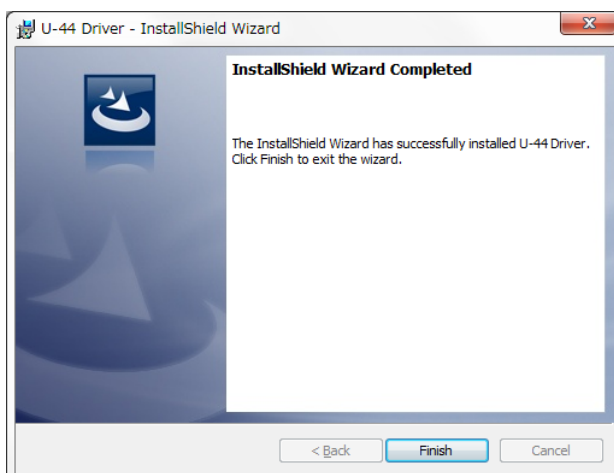 U-44 Driver - InstallShield Wizard
InstallShield Wizard Completed
The InstallShield Wizard has successfully installed U-44 Driver.
Click Finish to exit the wizard.
< Back
Finish
Cancel